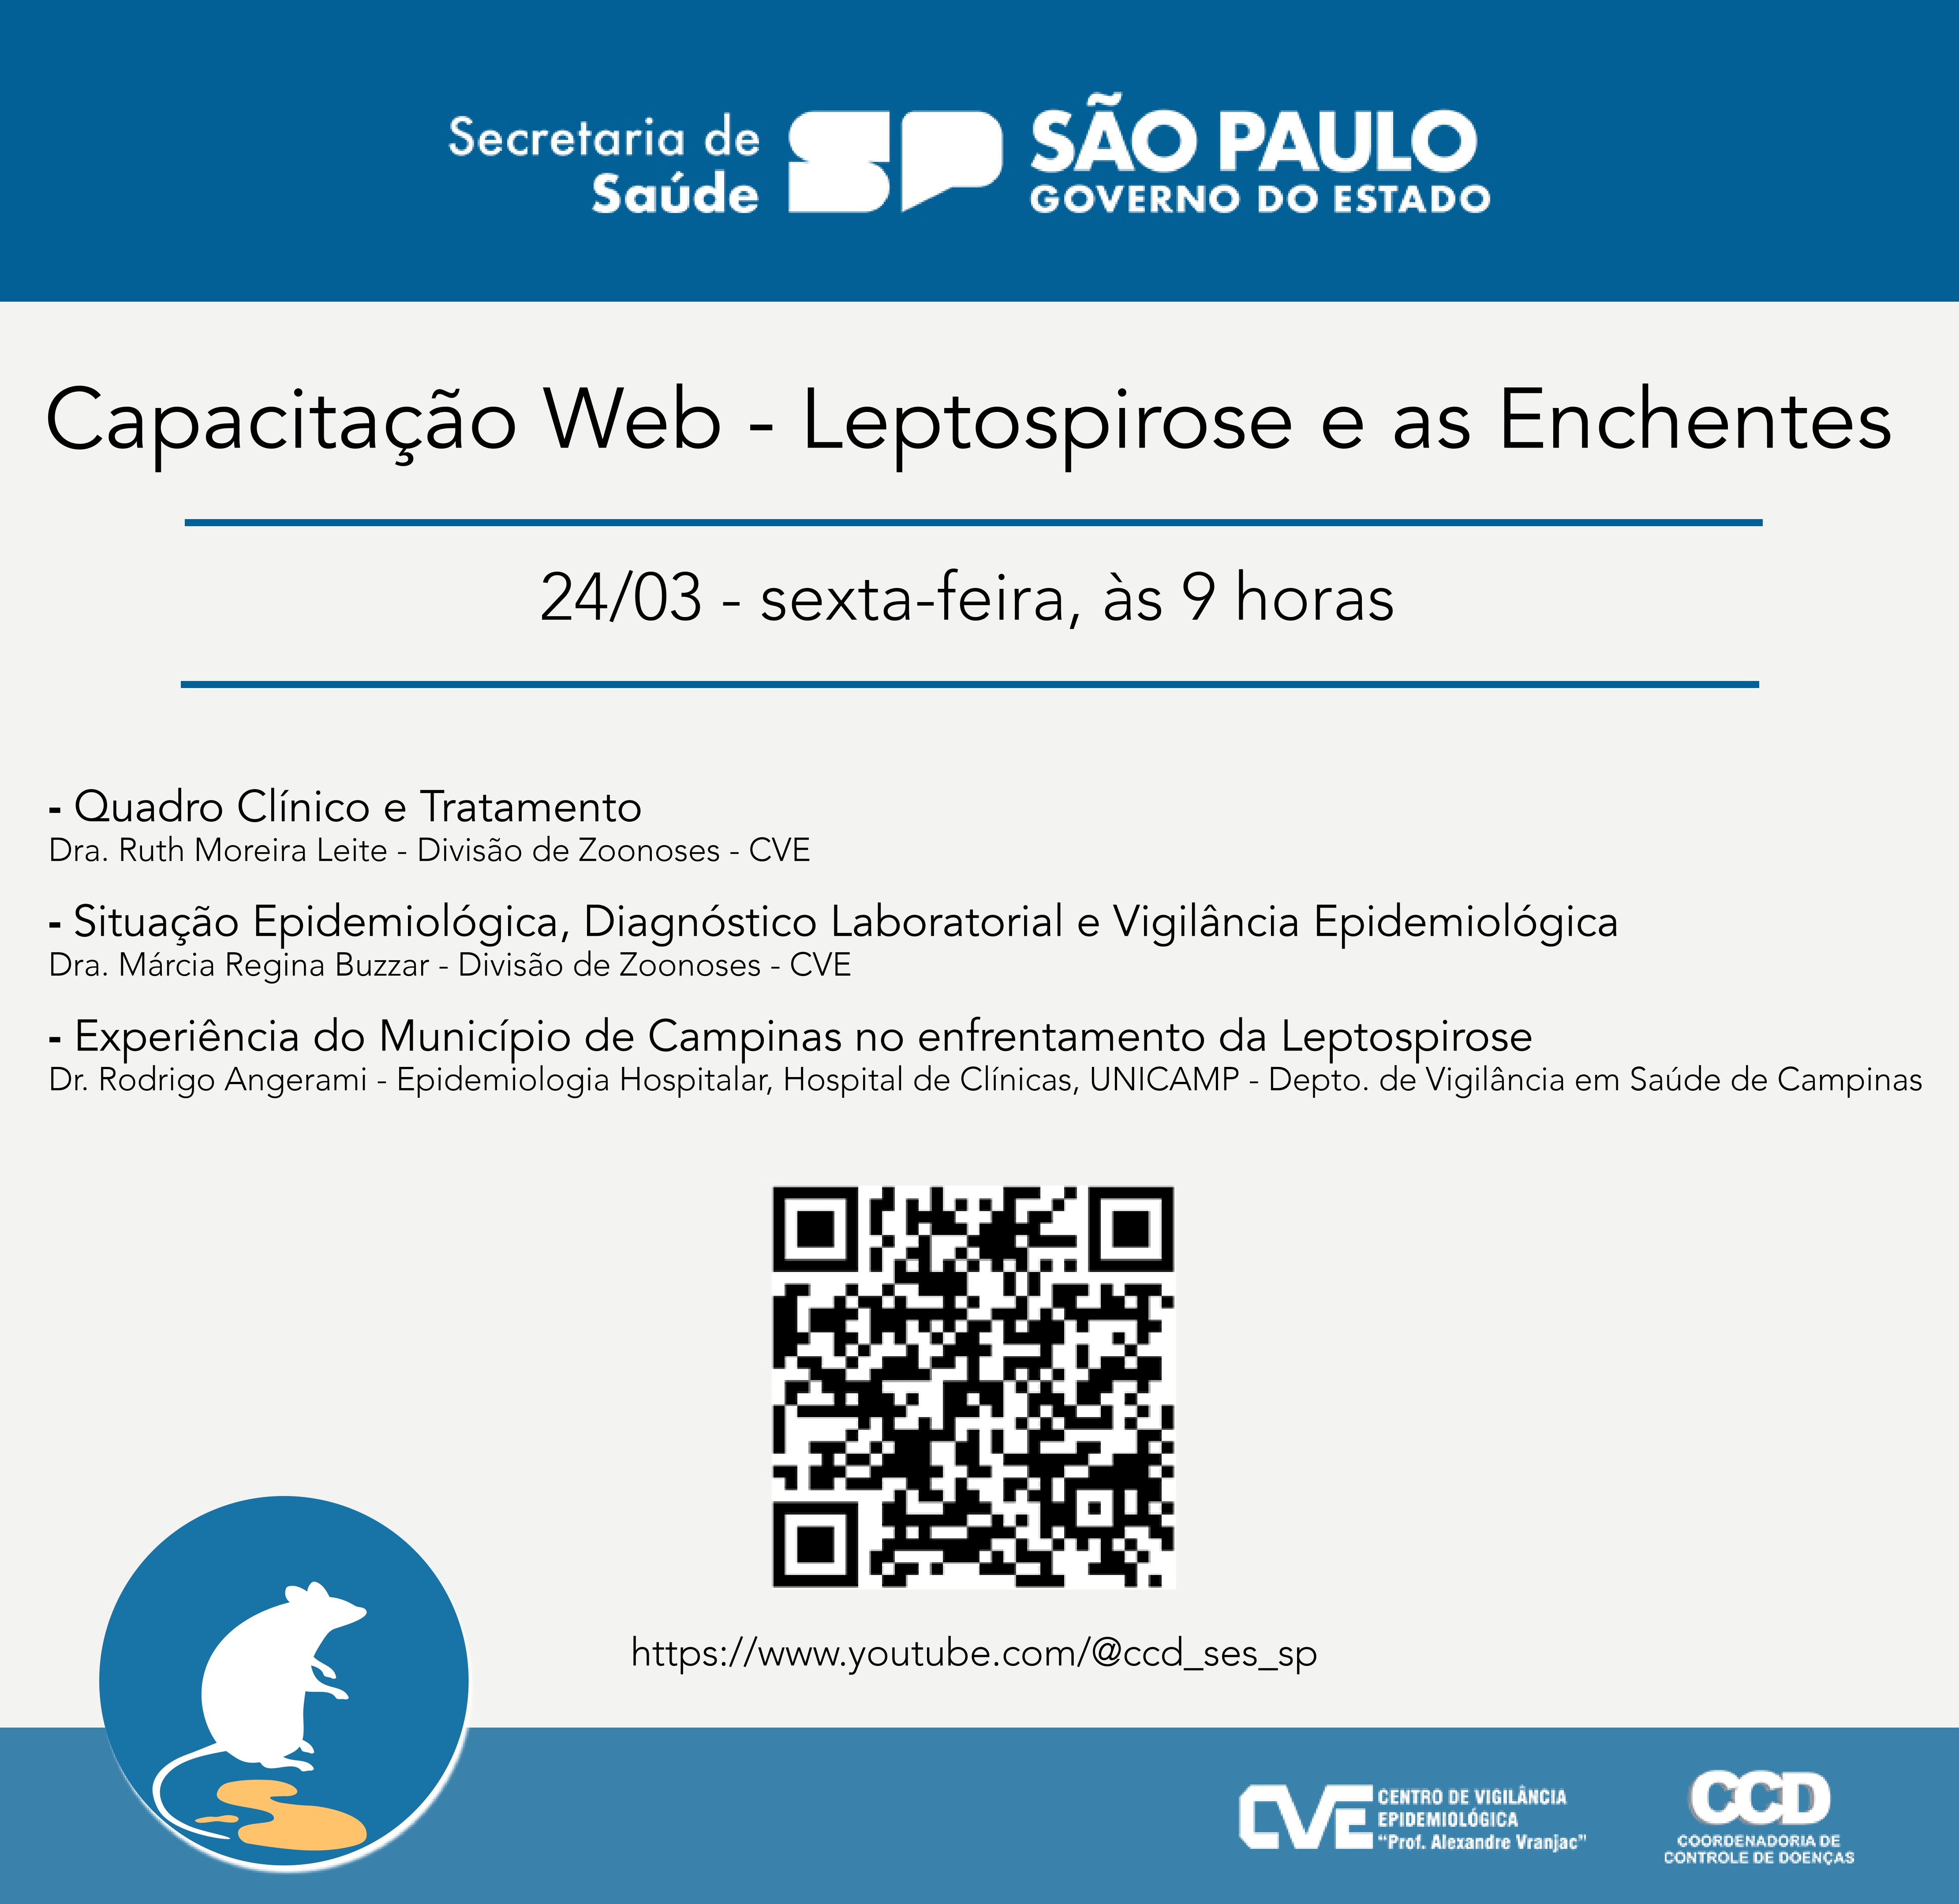 Secretaria de
Saúde
SÃO PAULO
GOVERNO DO ESTADO
Capacitação Web - Leptospirose e as Enchentes
24/03 - sexta-feira, às 9 horas
- Quadro Clínico e Tratamento
Dra. Ruth Moreira Leite - Divisão de Zoonoses - CVE
- Situação Epidemiológica, Diagnóstico Laboratorial e Vigilância Epidemiológica
Dra. Márcia Regina Buzzar - Divisão de Zoonoses - CVE
- Experiência do Município de Campinas no enfrentamento da Leptospirose
Dr. Rodrigo Angerami - Epidemiologia Hospitalar, Hospital de Clínicas, UNICAMP - Depto. de Vigilância em Saúde de Campinas
https://www.youtube.com/@ccd_ses_sp
CVE
CENTRO DE VIGILÂNCIA
EPIDEMIOLÓGICA
“Prof. Alexandre Vranjac”
CCD
COORDENADORIA DE
CONTROLE DE DOENÇAS